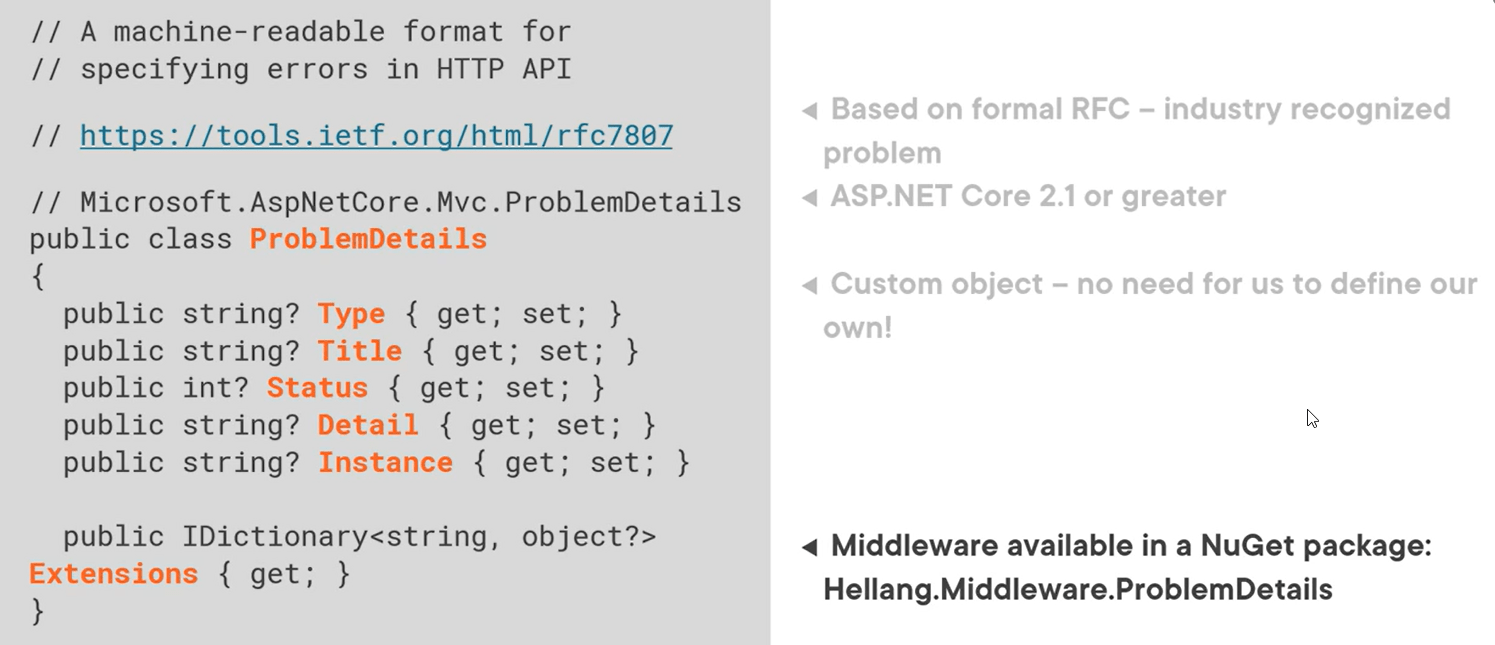 // A machine-readable format for
// specifying errors in HTTP API
// https://tools.ietf.org/html/rfc7807
// Microsoft.AspNetCore.Mvc.ProblemDetails
public class ProblemDetails
{
  public string? Type { get; set; }
  public string? Title { get; set; }
  public int? Status { get; set; }
  public string? Detail { get; set; }
  public string? Instance { get; set; }
  public IDictionary<string, object?>
Extensions { get; }
}
◀ Based on formal RFC – industry recognized
problem
◀ ASP.NET Core 2.1 or greater
◀ Custom object – no need for us to define our
own!
◀ Middleware available in a NuGet package:
Hellang.Middleware.ProblemDetails